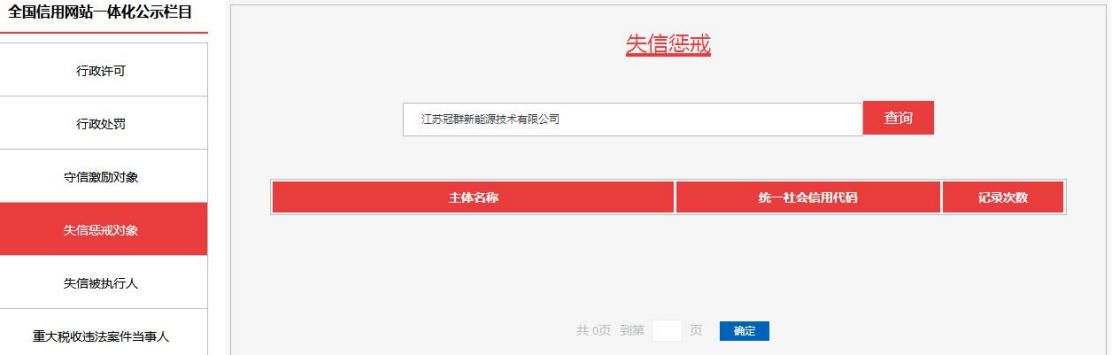 全国信用网站一体化公示栏目
行政许可
行政处罚
守信激励对象
失信惩戒对象
失信被执行人
重大税收违法案件当事人
失信惩戒
江苏冠群新能源技术有限公司 查询
主体名称 统一社会信用代码 记录次数
共 0页 到第 页 确定